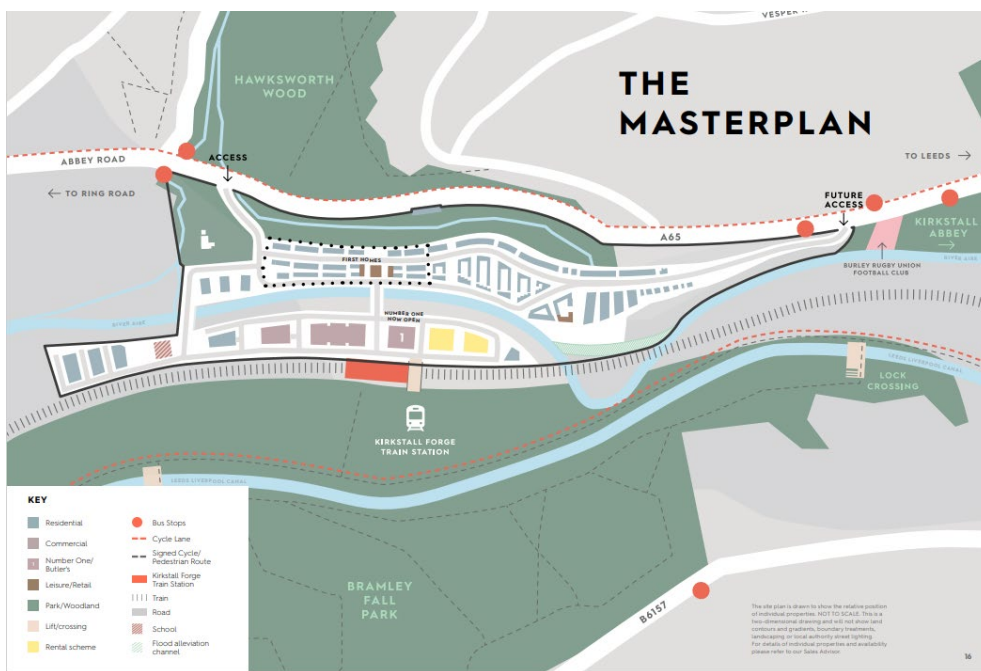 VESPER
THE
MASTERPLAN
HAWKSWORTH
WOOD
ABBEY ROAD
ACCESS
← TO RING ROAD
TO LEEDS →
FUTURE
ACCESS
KIRKSTALL
ABBEY
→
A65
BURLEY RUGBY UNION
FOOTBALL CLUB
RIVER AIRE
FIRST HOMES
NUMBER ONE
NOW OPEN
1
RIVER AIRE
LEEDS LIVERPOOL CANAL
LOCK
CROSSING
KIRKSTALL FORGE
TRAIN STATION
LEEDS LIVERPOOL CANAL
BRAMLEY
FALL
PARK
B6157
KEY
Residential
Commercial
1
Number One/
Butler's
Leisure/Retail
Park/Woodland
Lift/crossing
Rental scheme
Bus Stops
Cycle Lane
Signed Cycle/
Pedestrian Route
Kirkstall Forge
Train Station
Train
Road
School
Flood alleviation
channel
The site plan is drawn to show the relative position
of individual properties. NOT TO SCALE. This is a
two-dimensional drawing and will not show land
contours and gradients, boundary treatments,
landscaping or local authority street lighting.
For details of individual properties and availability
please refer to our Sales Advisor.
16